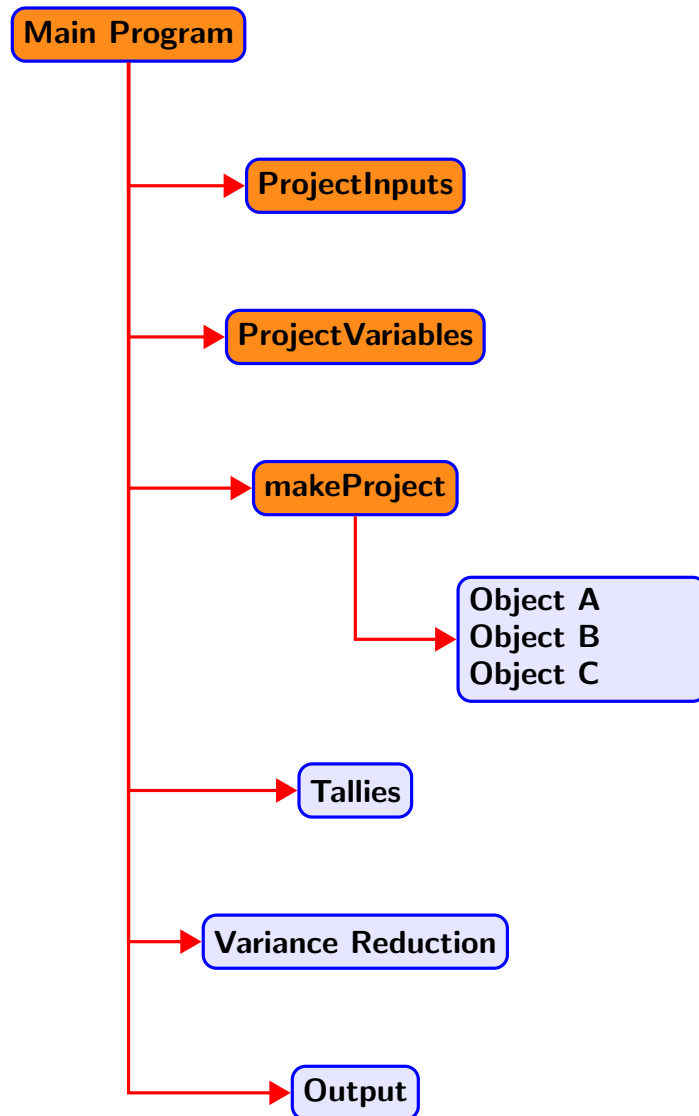 Main Program
ProjectInputs
ProjectVariables
makeProject
Object A
Object B
Object C
Tallies
Variance Reduction
Output